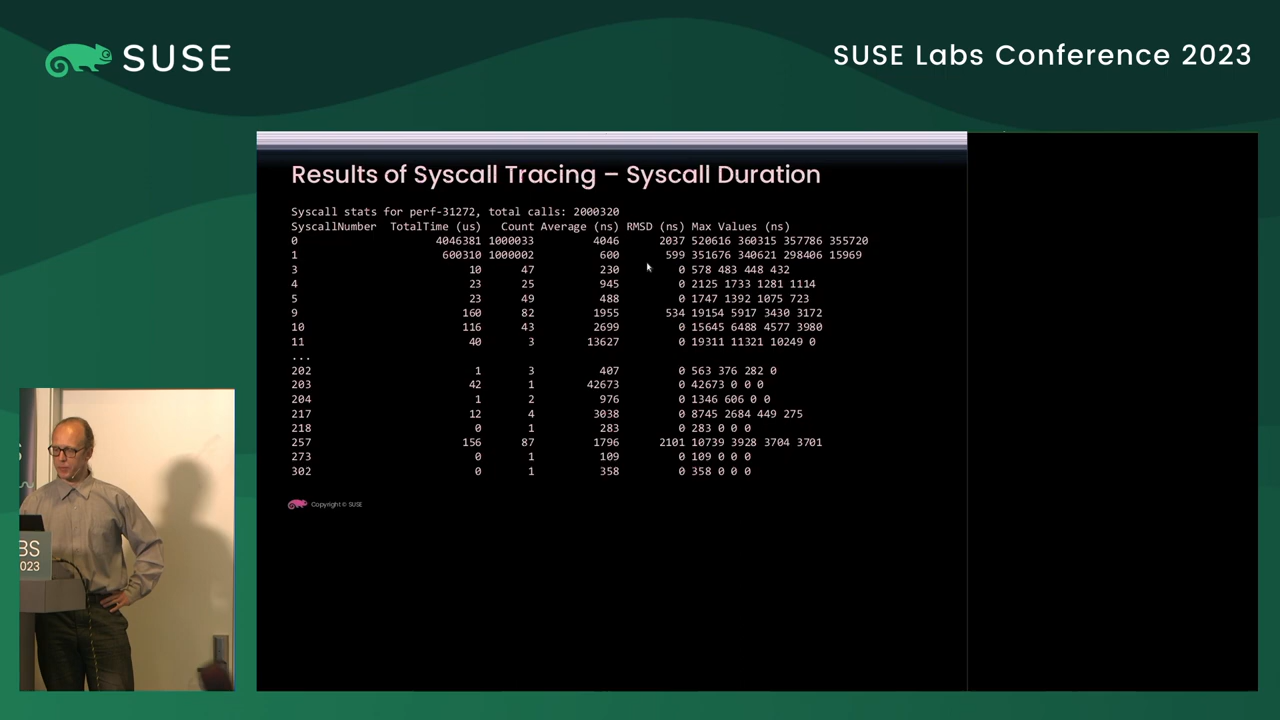 SUSE
SUSE Labs Conference 2023
Results of Syscall Tracing – Syscall Duration
Syscall stats for perf-31272, total calls: 2000320
SyscallNumber TotalTime (us) Count Average (ns) RMSD (ns) Max Values (ns)
0 4046381 1000033 4046 2037 520616 360315 357786 355720
1 600310 1000002 600 599 351676 340621 298406 15969
3 10 47 230 0 578 483 448 432
4 23 25 945 0 2125 1733 1281 1114
5 23 49 488 0 1747 1392 1075 723
9 160 82 1955 534 19154 5917 3430 3172
10 116 43 2699 0 15645 6488 4577 3980
11 40 3 13627 0 19311 11321 10249 0
...
202 1 3 407 0 563 376 282 0
203 42 1 42673 0 42673 0 0 0
204 1 2 976 0 1346 606 0 0
217 12 4 3038 0 8745 2684 449 275
218 0 1 283 0 283 0 0 0
257 156 87 1796 2101 10739 3928 3704 3701
273 0 1 109 0 109 0 0 0
302 0 1 358 0 358 0 0 0
Copyright © SUSE
BS
023